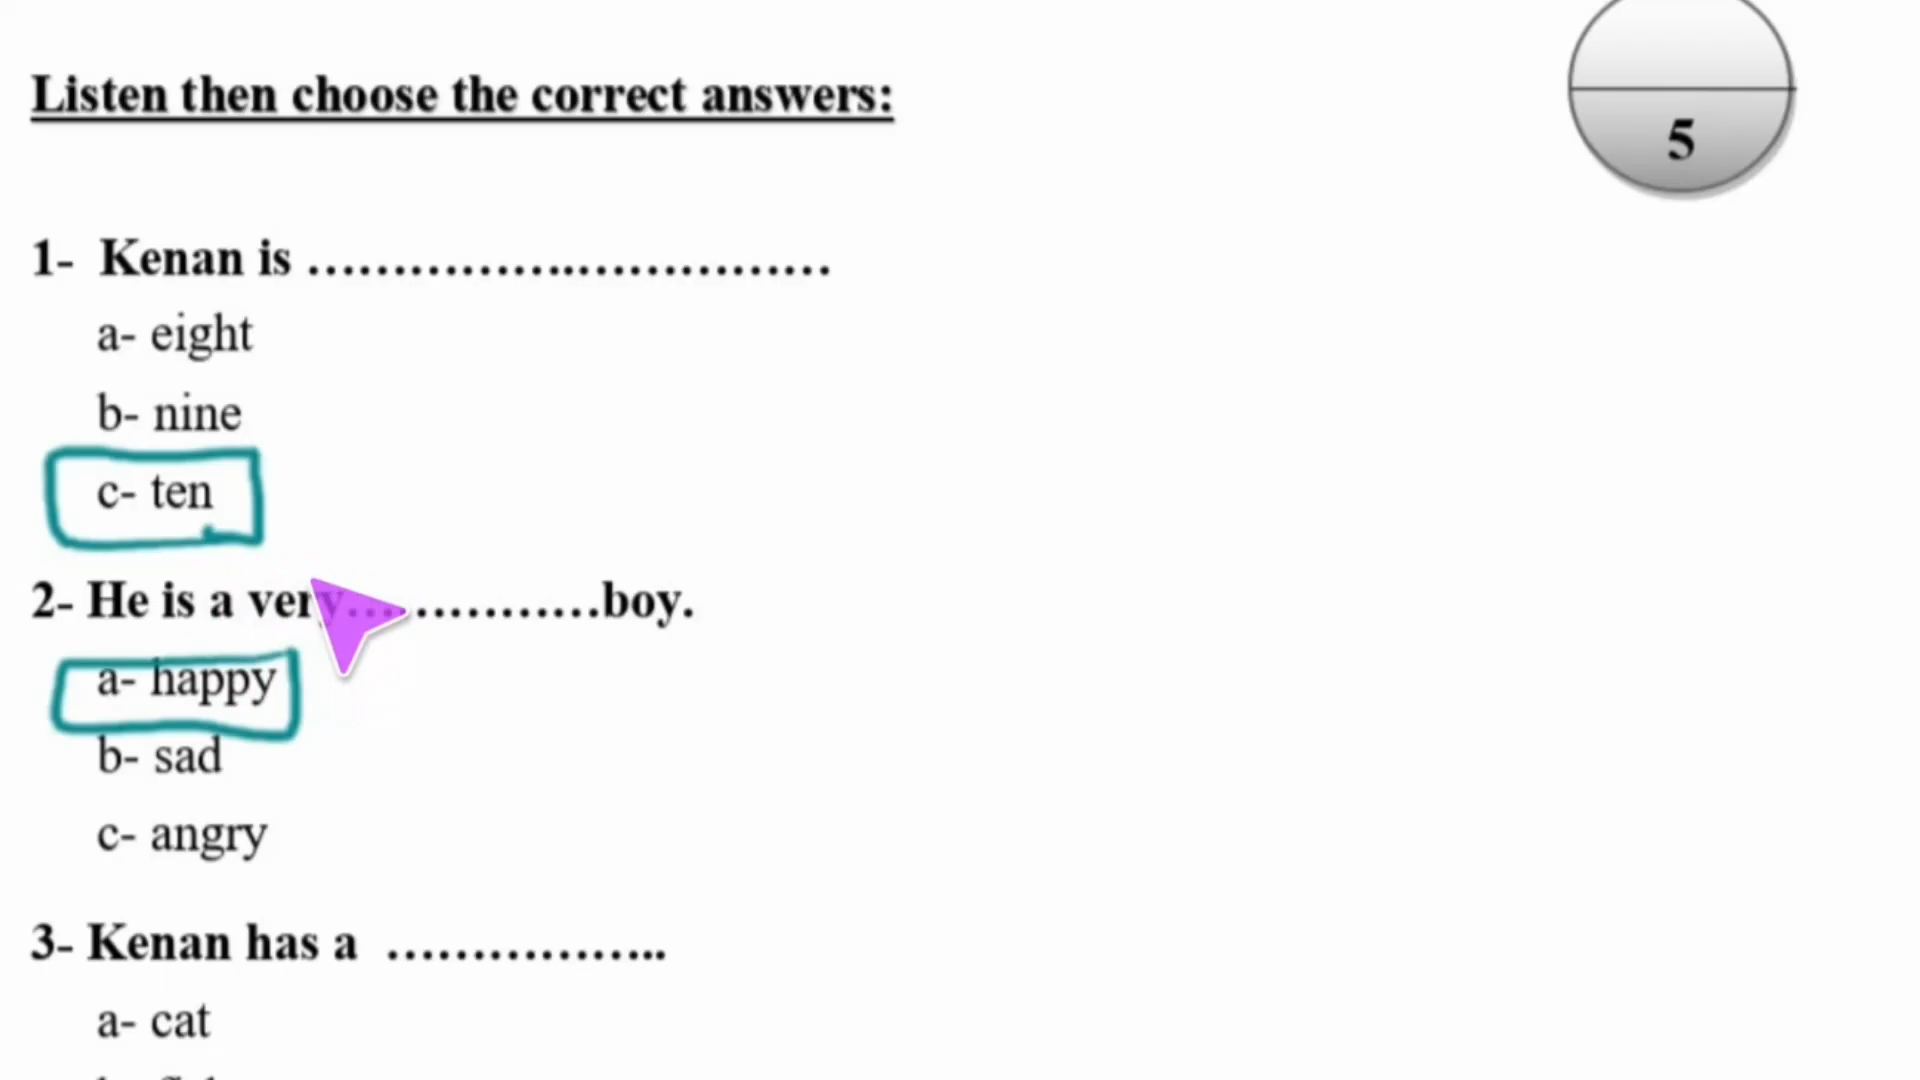 Listen then choose the correct answers:
5
1- Kenan is ……………..……………
a- eight
b- nine
c- ten
2- He is a very……………boy.
a- happy
b- sad
c- angry
3- Kenan has a ……………..
a- cat